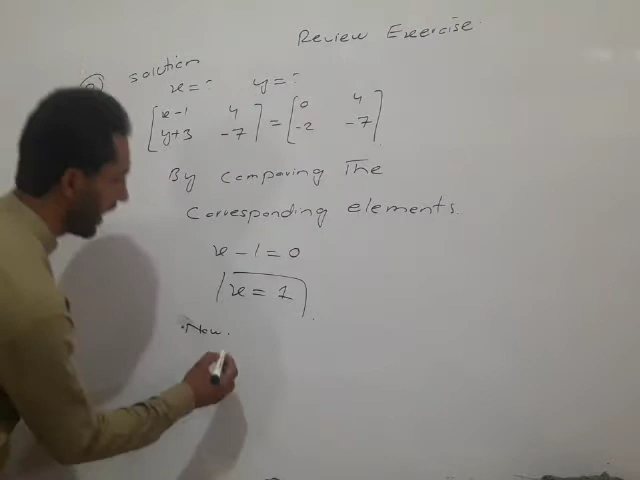 Review Exercise
Solution
x = ? y = ?
[ x-1 4 ] = [ 0 4 ]
[ y+3 -7 ] [ -2 -7 ]
By comparing The
Corresponding elements.
x - 1 = 0
x = 1
Now.